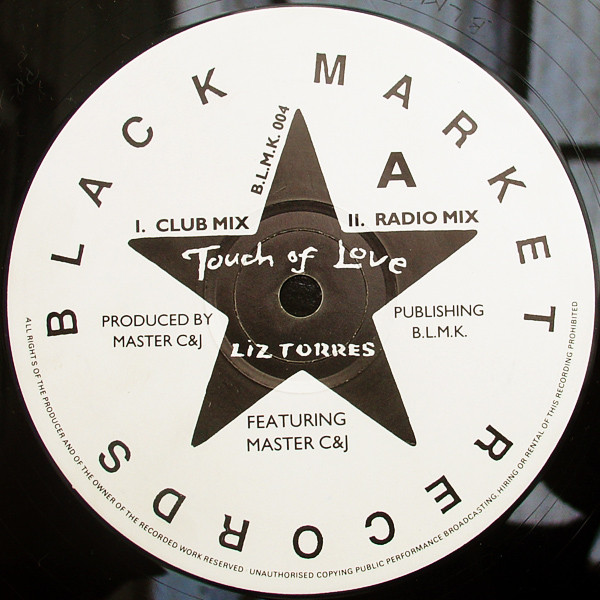 BLACK MARKET RECORDS
B.L.M.K. 004
A
I. CLUB MIX
II. RADIO MIX
Touch of Love
PRODUCED BY
MASTER C&J
PUBLISHING
B.L.M.K.
LIZ TORRES
FEATURING
MASTER C&J
ALL RIGHTS OF THE PRODUCER AND OF THE OWNER OF THE RECORDED WORK RESERVED · UNAUTHORISED COPYING PUBLIC PERFORMANCE BROADCASTING, HIRING OR RENTAL OF THIS RECORDING PROHIBITED